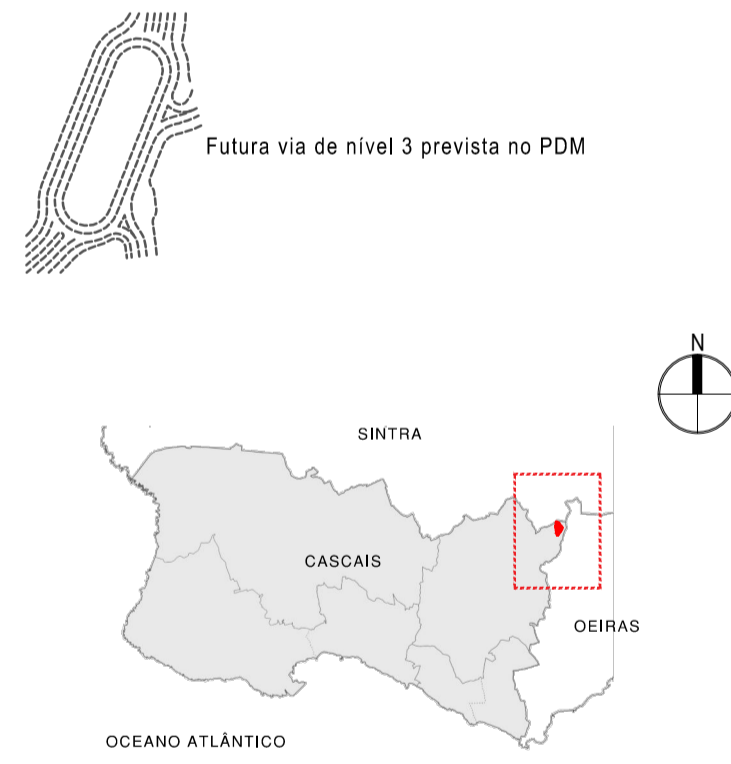 Futura via de nível 3 prevista no PDM
N
SINTRA
CASCAIS
OEIRAS
OCEANO ATLÂNTICO